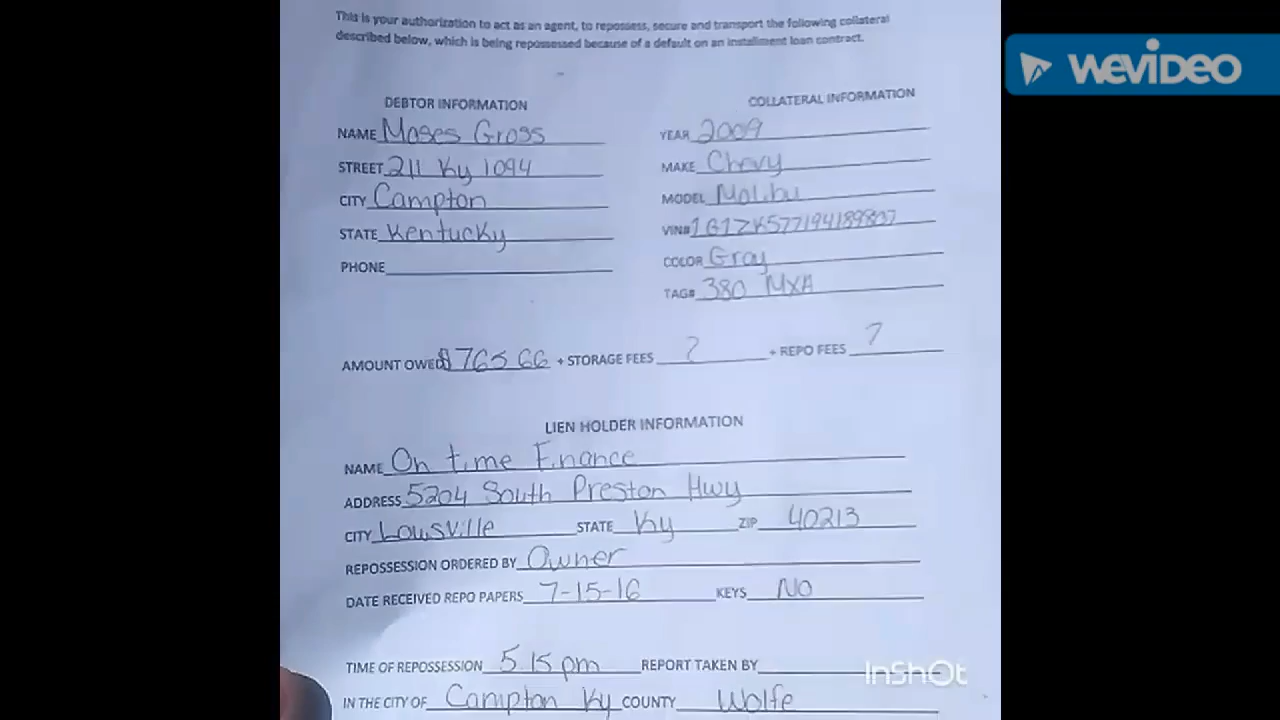 This is your authorization to act as an agent, to repossess, secure and transport the following collateral
described below, which is being repossessed because of a default on an installment loan contract.
WEVIDEO
DEBTOR INFORMATION
NAME Moses Gross
STREET 211 Ky 1094
CITY Campton
STATE Kentucky
PHONE
COLLATERAL INFORMATION
YEAR 2009
MAKE Chevy
MODEL Malibu
VIN# 1G1ZK577194189837
COLOR Gray
TAG# 380 MXA
AMOUNT OWED $765.66 + STORAGE FEES ? + REPO FEES ?
LIEN HOLDER INFORMATION
NAME On time Finance
ADDRESS 5204 South Preston Hwy
CITY Lousville STATE Ky ZIP 40213
REPOSSESSION ORDERED BY Owner
DATE RECEIVED REPO PAPERS 7-15-16 KEYS NO
TIME OF REPOSSESSION 5 15 pm REPORT TAKEN BY
InShOt
IN THE CITY OF Campton Ky COUNTY Wolfe